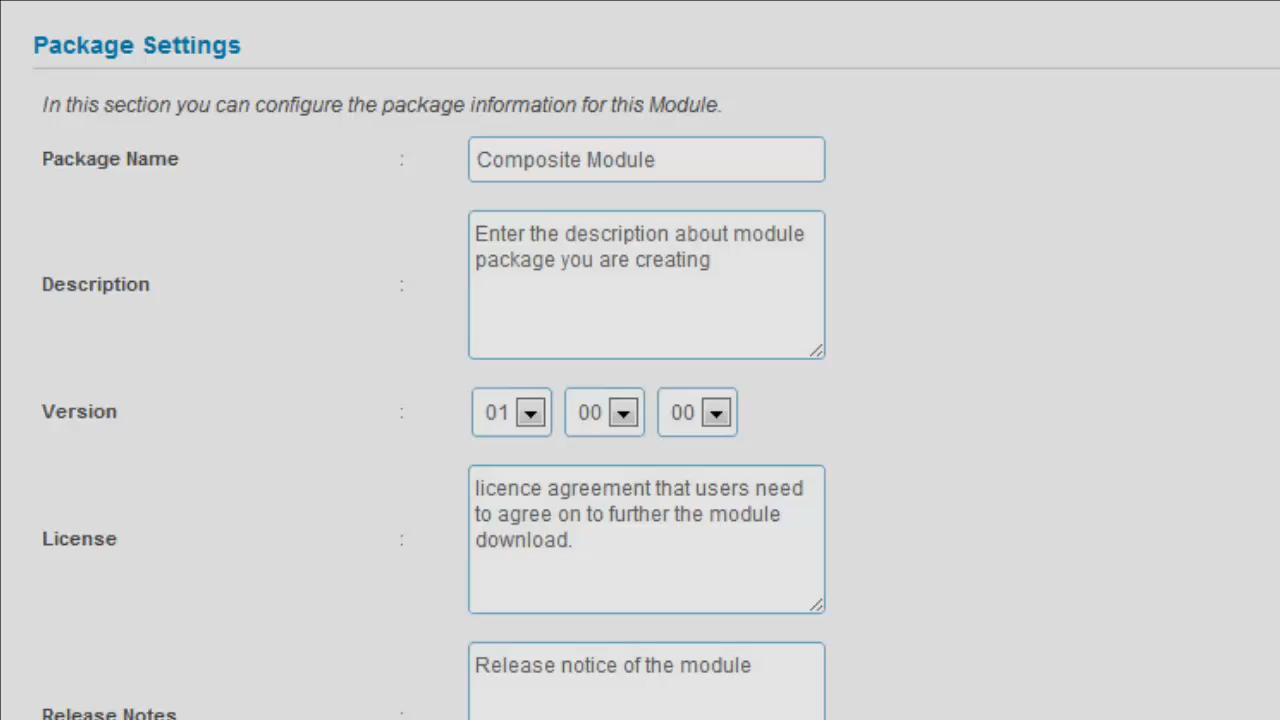 Package Settings
In this section you can configure the package information for this Module.
Package Name : Composite Module
Description : Enter the description about module
package you are creating
Version : 01 00 00
License : licence agreement that users need
to agree on to further the module
download.
Release Notes : Release notice of the module